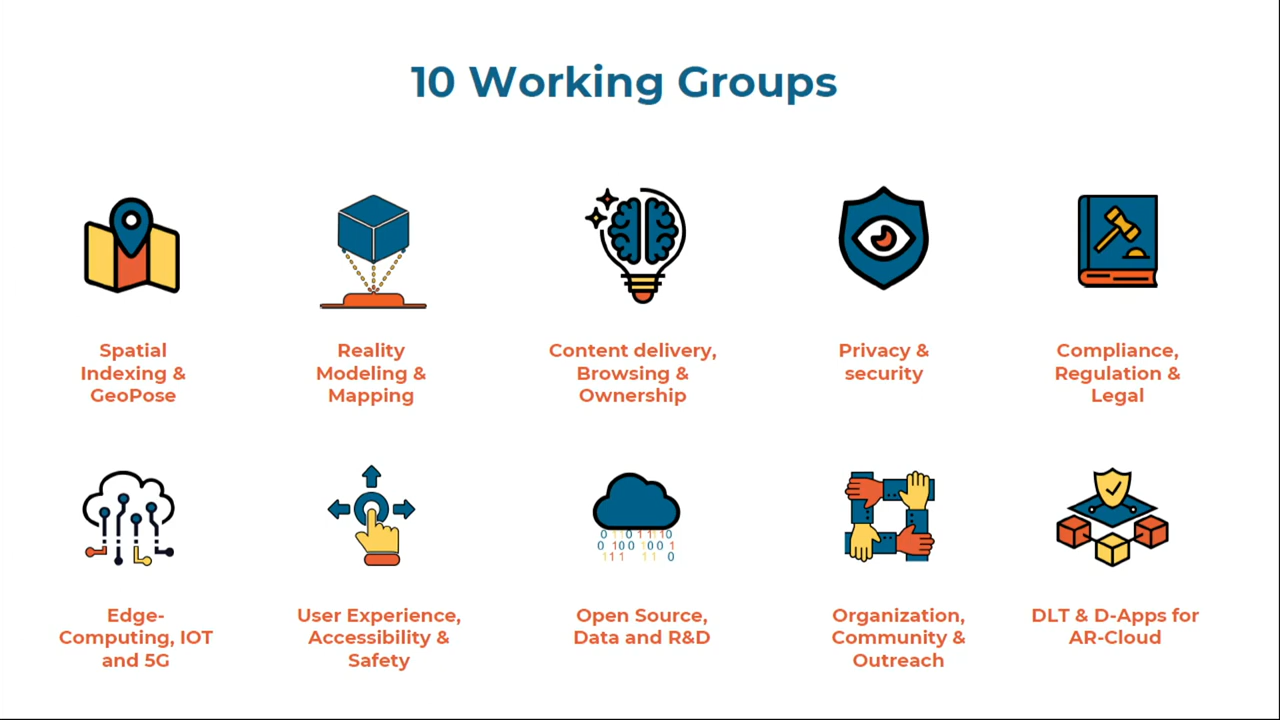 10 Working Groups
Spatial
Indexing &
GeoPose
Reality
Modeling &
Mapping
Content delivery,
Browsing &
Ownership
Privacy &
security
Compliance,
Regulation &
Legal
Edge-
Computing, IOT
and 5G
User Experience,
Accessibility &
Safety
Open Source,
Data and R&D
Organization,
Community &
Outreach
DLT & D-Apps for
AR-Cloud